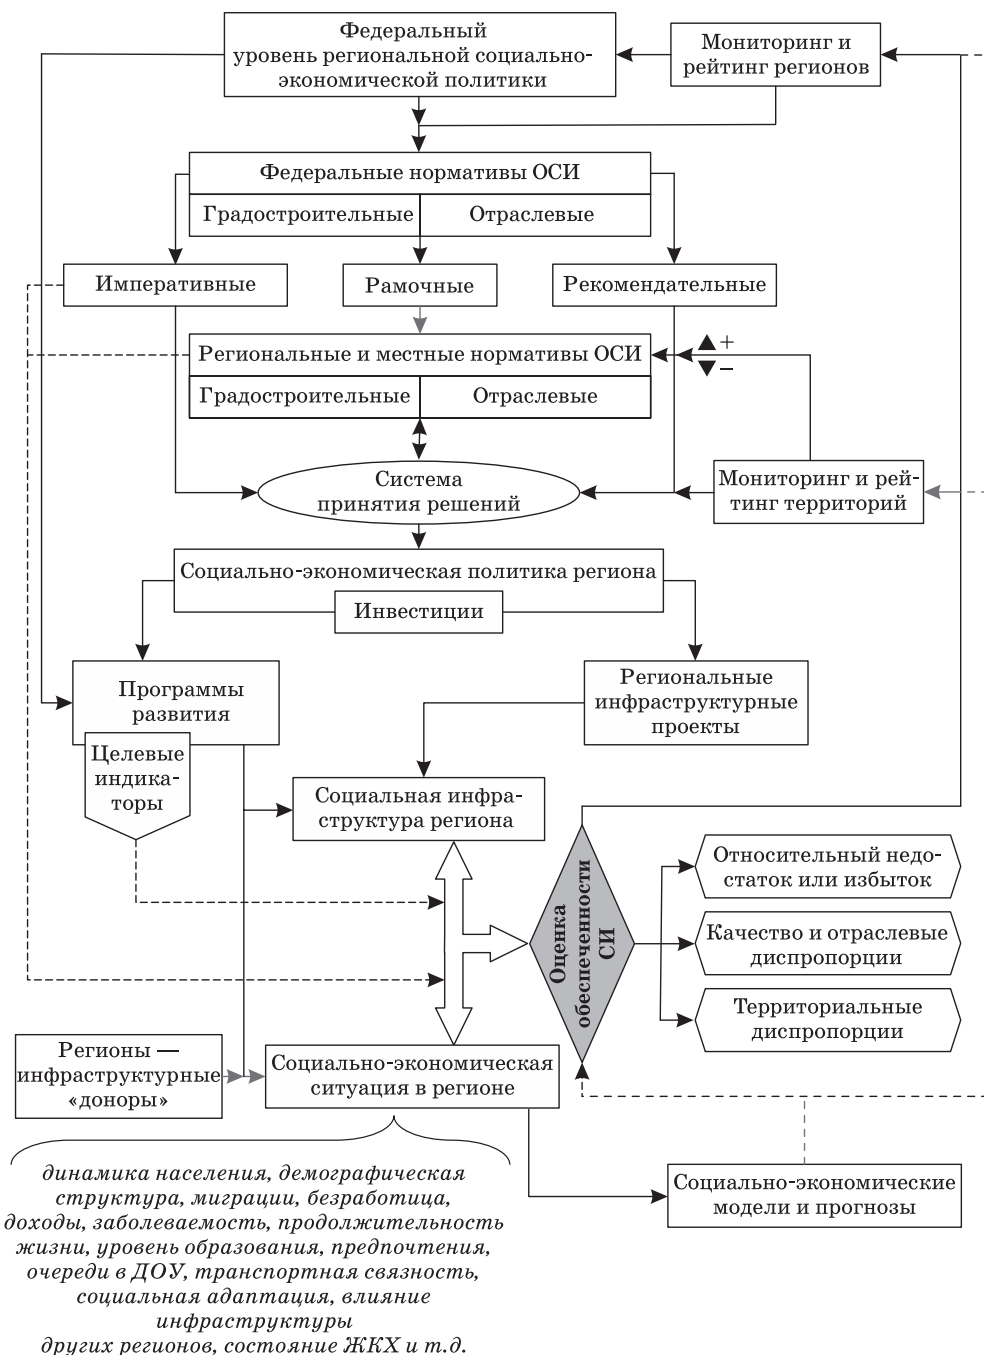 Федеральный
уровень региональной социально-
экономической политики
Мониторинг и
рейтинг регионов
Федеральные нормативы ОСИ
Градостроительные
Отраслевые
Императивные
Рамочные
Рекомендательные
Региональные и местные нормативы ОСИ
+
–
Градостроительные
Отраслевые
Система
принятия решений
Мониторинг и рей-
тинг территорий
Социально-экономическая политика региона
Инвестиции
Программы
развития
Региональные
инфраструктурные
проекты
Целевые
индика-
торы
Социальная инфра-
структура региона
Оценка
обеспеченности
СИ
Относительный недо-
статок или избыток
Качество и отраслевые
диспропорции
Территориальные
диспропорции
Регионы —
инфраструктурные
«доноры»
Социально-экономическая
ситуация в регионе
динамика населения, демографическая
структура, миграции, безработица,
доходы, заболеваемость, продолжительность
жизни, уровень образования, предпочтения,
очереди в ДОУ, транспортная связность,
социальная адаптация, влияние
инфраструктуры
других регионов, состояние ЖКХ и т.д.
Социально-экономические
модели и прогнозы